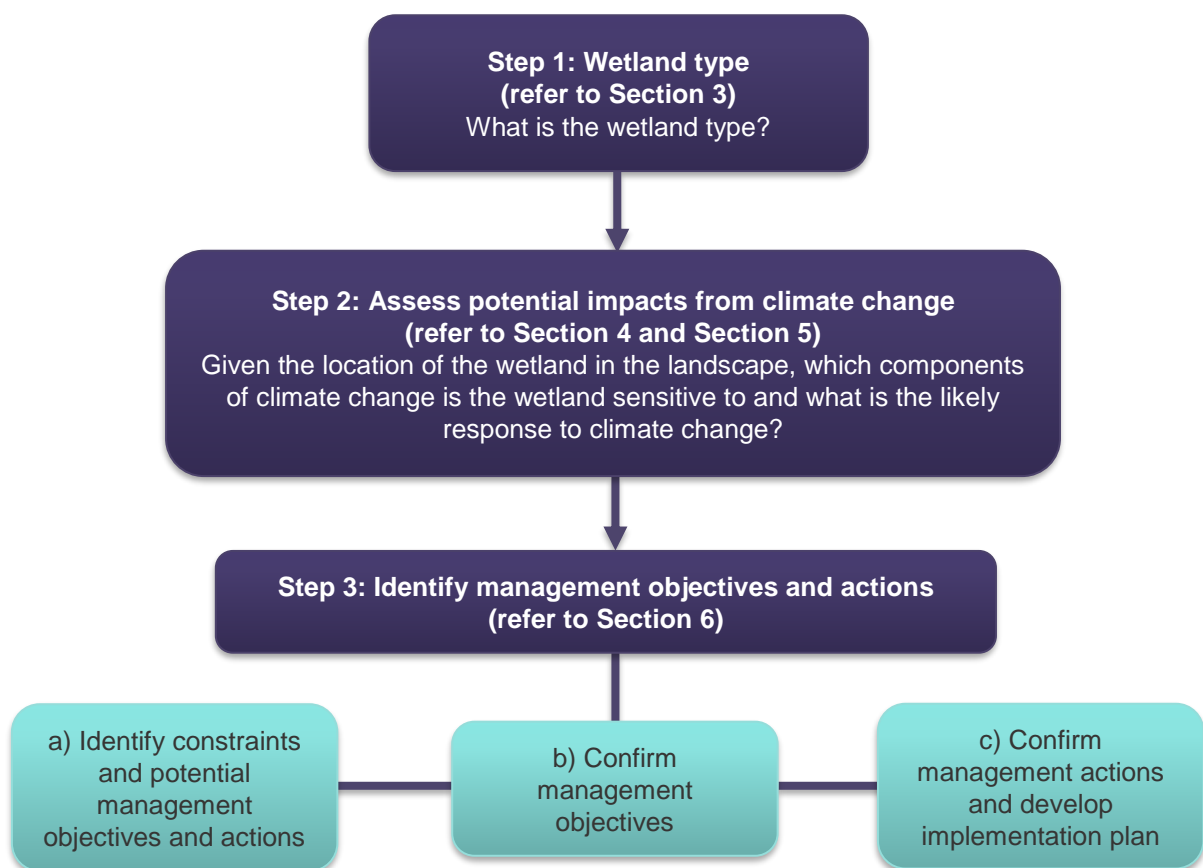 Step 1: Wetland type
(refer to Section 3)
What is the wetland type?
Step 2: Assess potential impacts from climate change
(refer to Section 4 and Section 5)
Given the location of the wetland in the landscape, which components
of climate change is the wetland sensitive to and what is the likely
response to climate change?
Step 3: Identify management objectives and actions
(refer to Section 6)
a) Identify constraints
and potential
management
objectives and actions
b) Confirm
management
objectives
c) Confirm
management actions
and develop
implementation plan